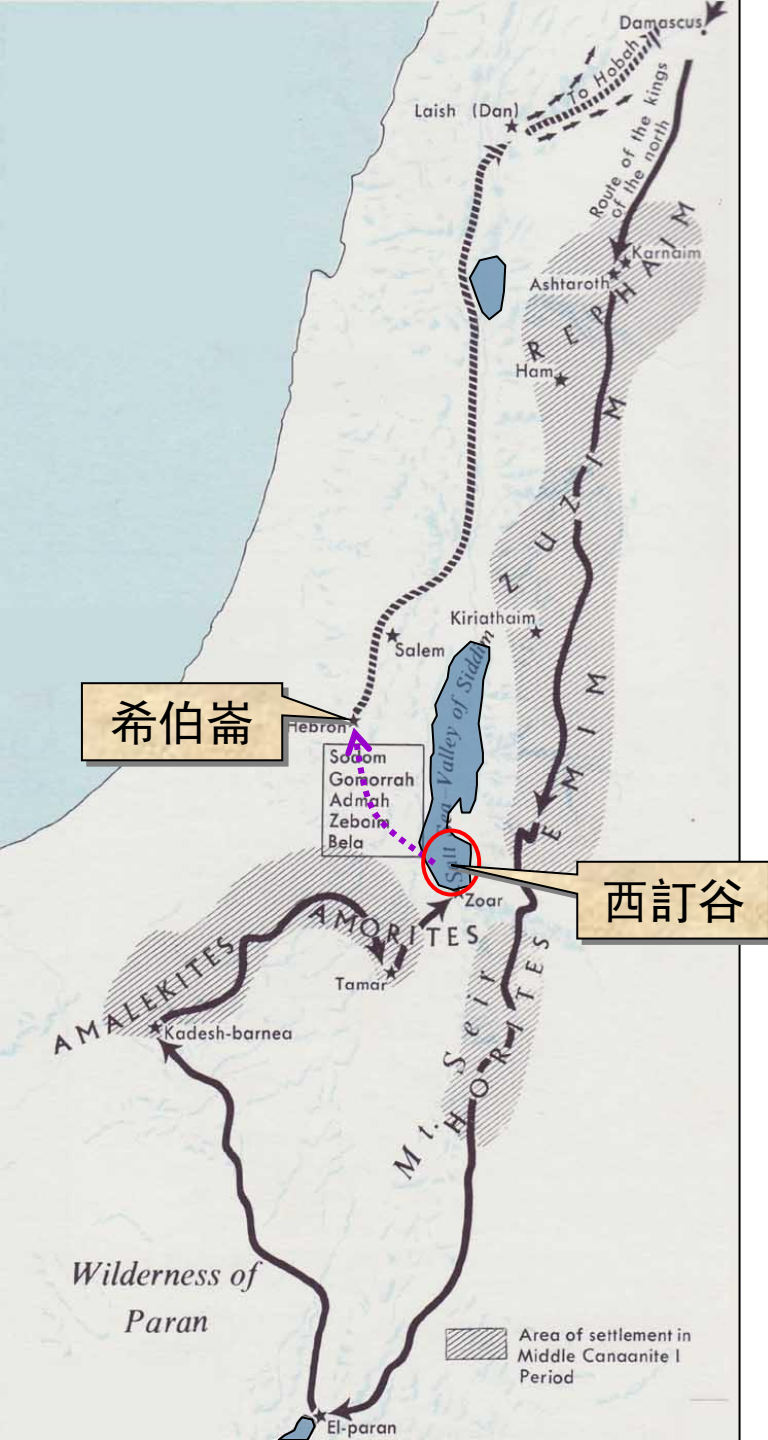 Damascus
To Hobah
Laish (Dan)
Route of the kings
of the north
Karnaim
Ashtaroth
REPHAIM
Ham
ZUZIM
Kiriathaim
Salem
EMIM
希伯崙
Hebron
Sodom
Gomorrah
Admah
Zeboim
Bela
Salt Sea-Valley of Siddim
西訂谷
Zoar
AMORITES
Tamar
AMALEKITES
Kadesh-barnea
Mt. Seir
HORITES
Wilderness of
Paran
Area of settlement in
Middle Canaanite I
Period
El-paran